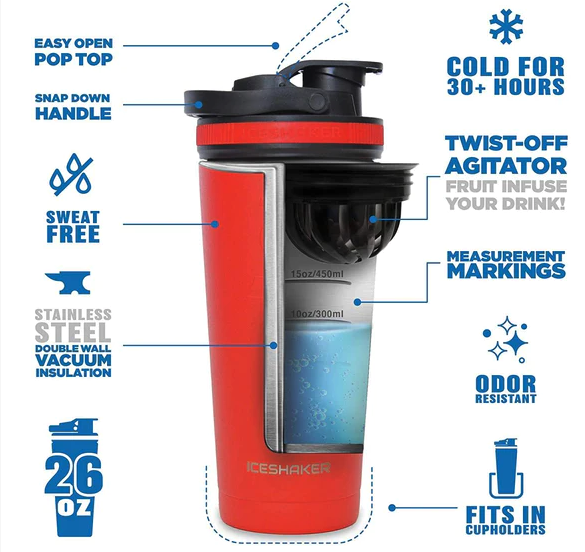 EASY OPEN
POP TOP
SNAP DOWN
HANDLE
SWEAT
FREE
STAINLESS
STEEL
DOUBLE WALL
VACUUM
INSULATION
26
OZ
ICESHAKER
15oz/450ml
10oz/300ml
ICESHAKER
COLD FOR
30+ HOURS
TWIST-OFF
AGITATOR
FRUIT INFUSE
YOUR DRINK!
MEASUREMENT
MARKINGS
ODOR
RESISTANT
FITS IN
CUPHOLDERS